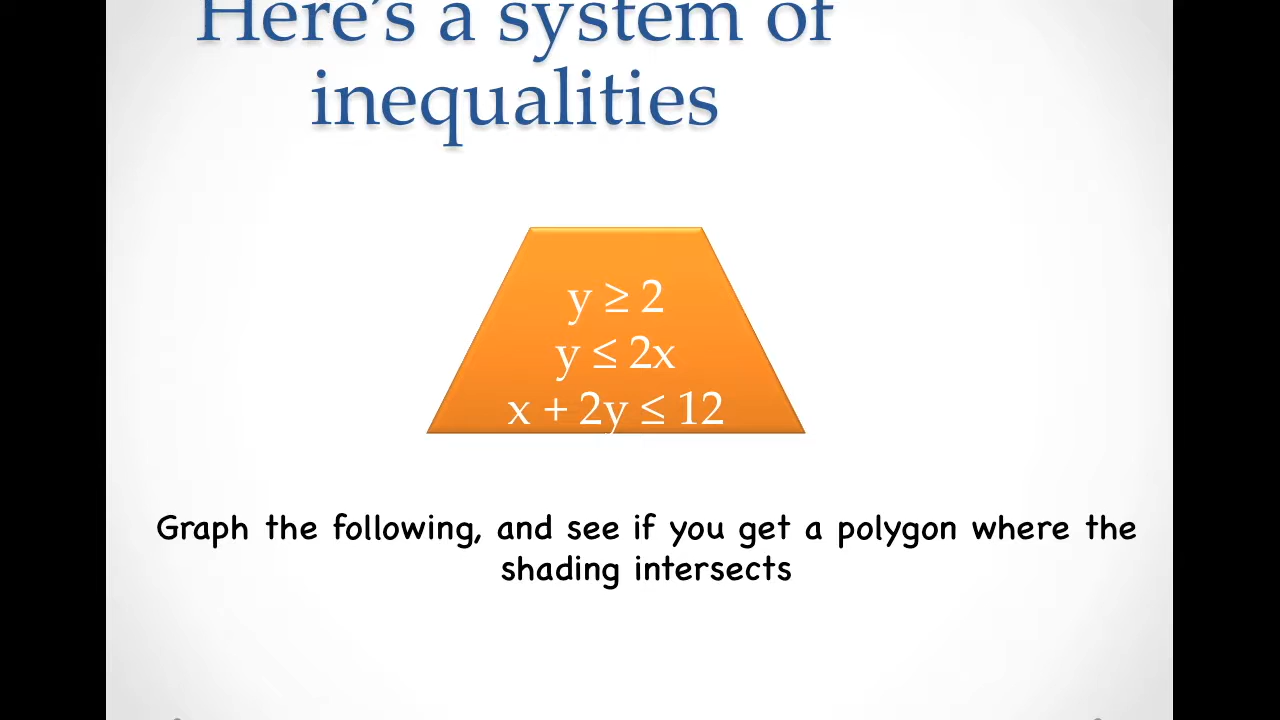 Here's a system of
inequalities
y ≥ 2
y ≤ 2x
x + 2y ≤ 12
Graph the following, and see if you get a polygon where the
shading intersects